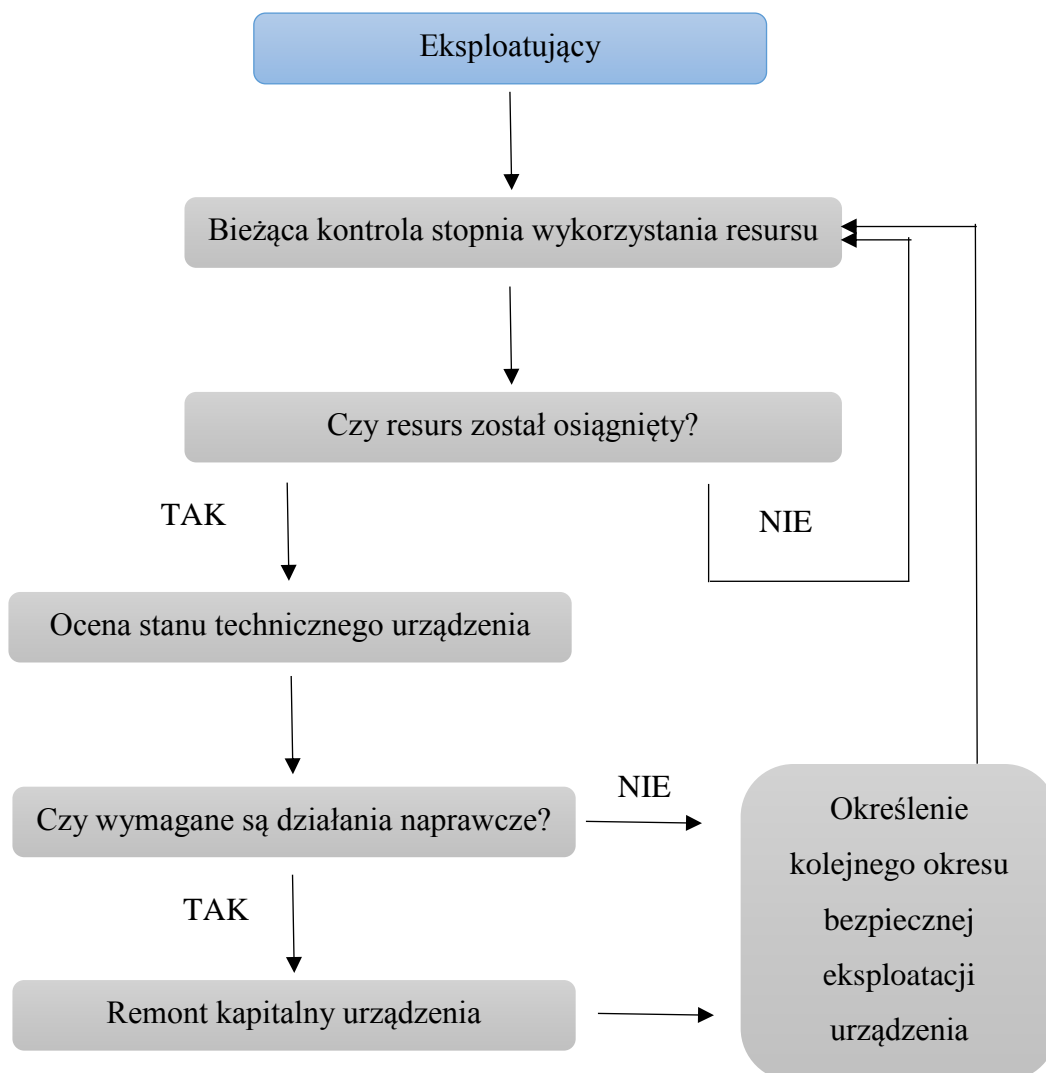 Eksploatujący
Bieżąca kontrola stopnia wykorzystania resursu
Czy resurs został osiągnięty?
TAK
NIE
Ocena stanu technicznego urządzenia
Czy wymagane są działania naprawcze?
NIE
TAK
Remont kapitalny urządzenia
Określenie
kolejnego okresu
bezpiecznej
eksploatacji
urządzenia